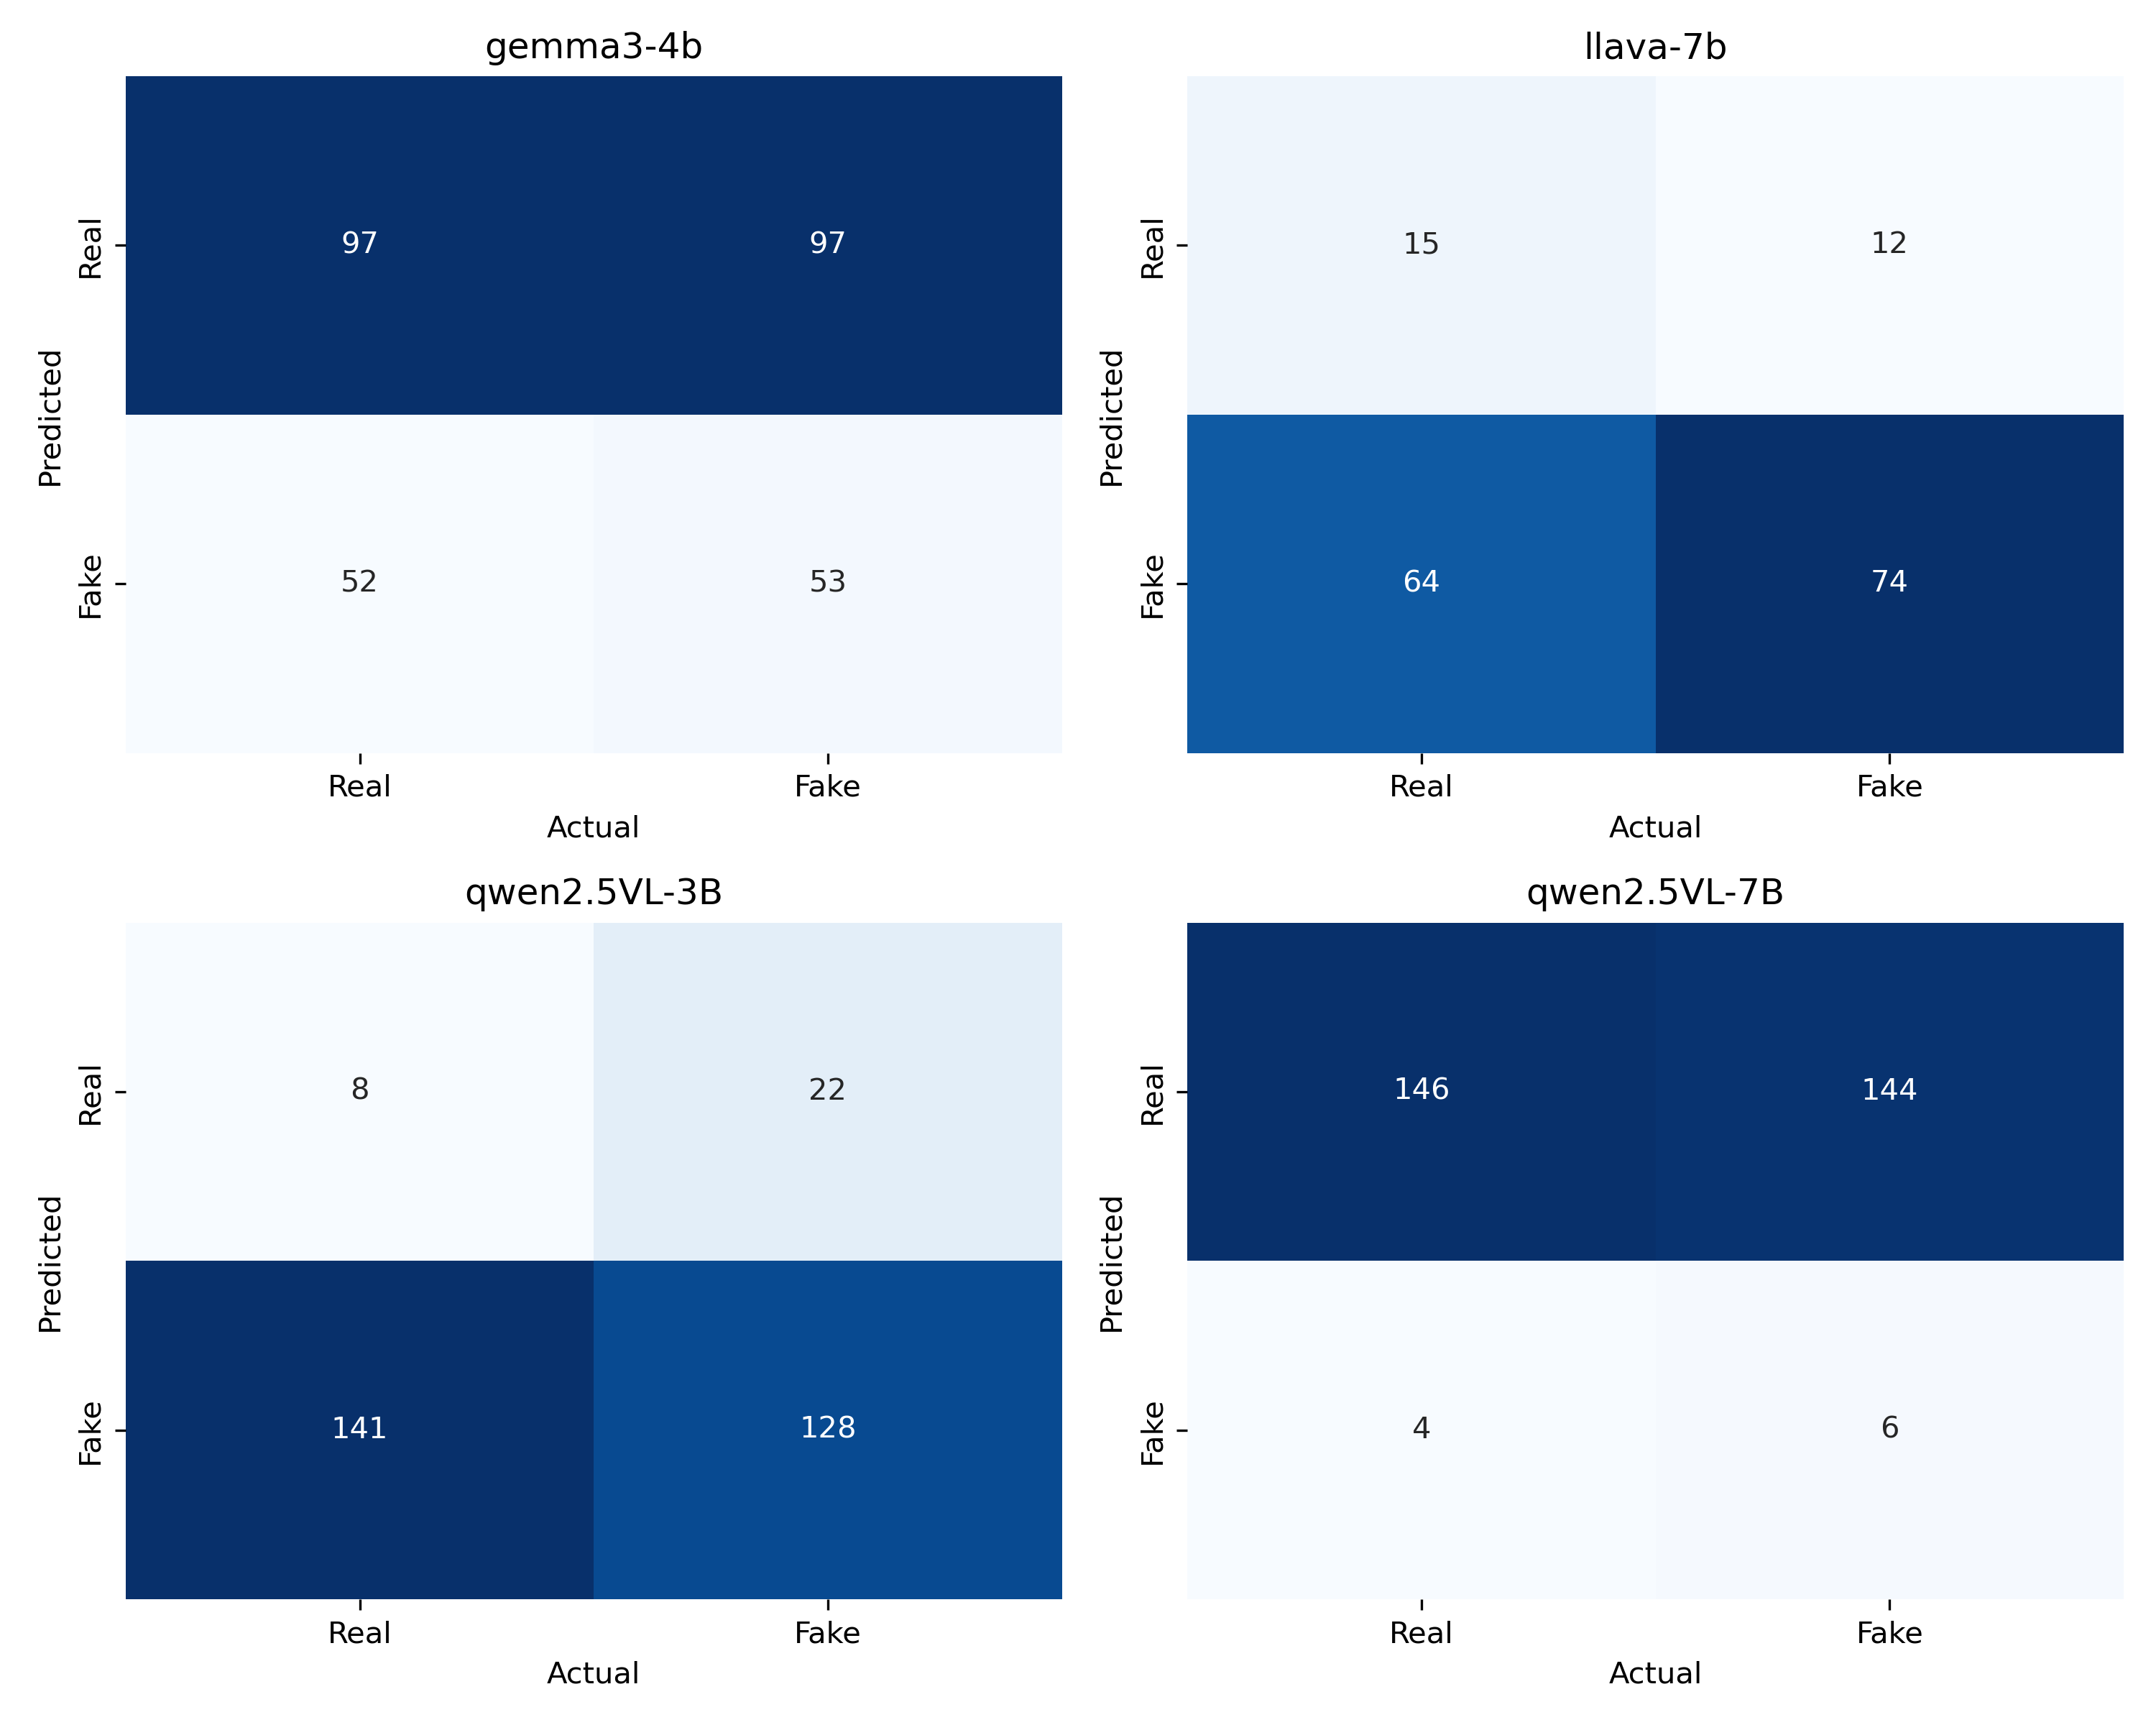 gemma3-4b
Predicted
Real
97
97
Fake
52
53
Real
Fake
Actual
llava-7b
Predicted
Real
15
12
Fake
64
74
Real
Fake
Actual
qwen2.5VL-3B
Predicted
Real
8
22
Fake
141
128
Real
Fake
Actual
qwen2.5VL-7B
Predicted
Real
146
144
Fake
4
6
Real
Fake
Actual